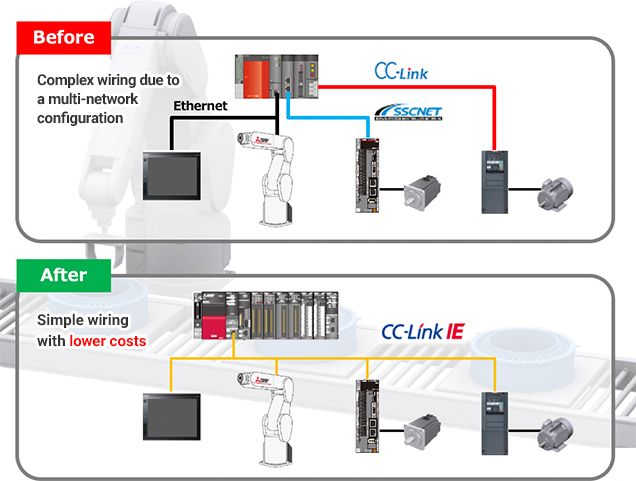 Before
Complex wiring due to
a multi-network
configuration
CC-Link
Ethernet
SSCNET
After
Simple wiring
with lower costs
CC-Link IE